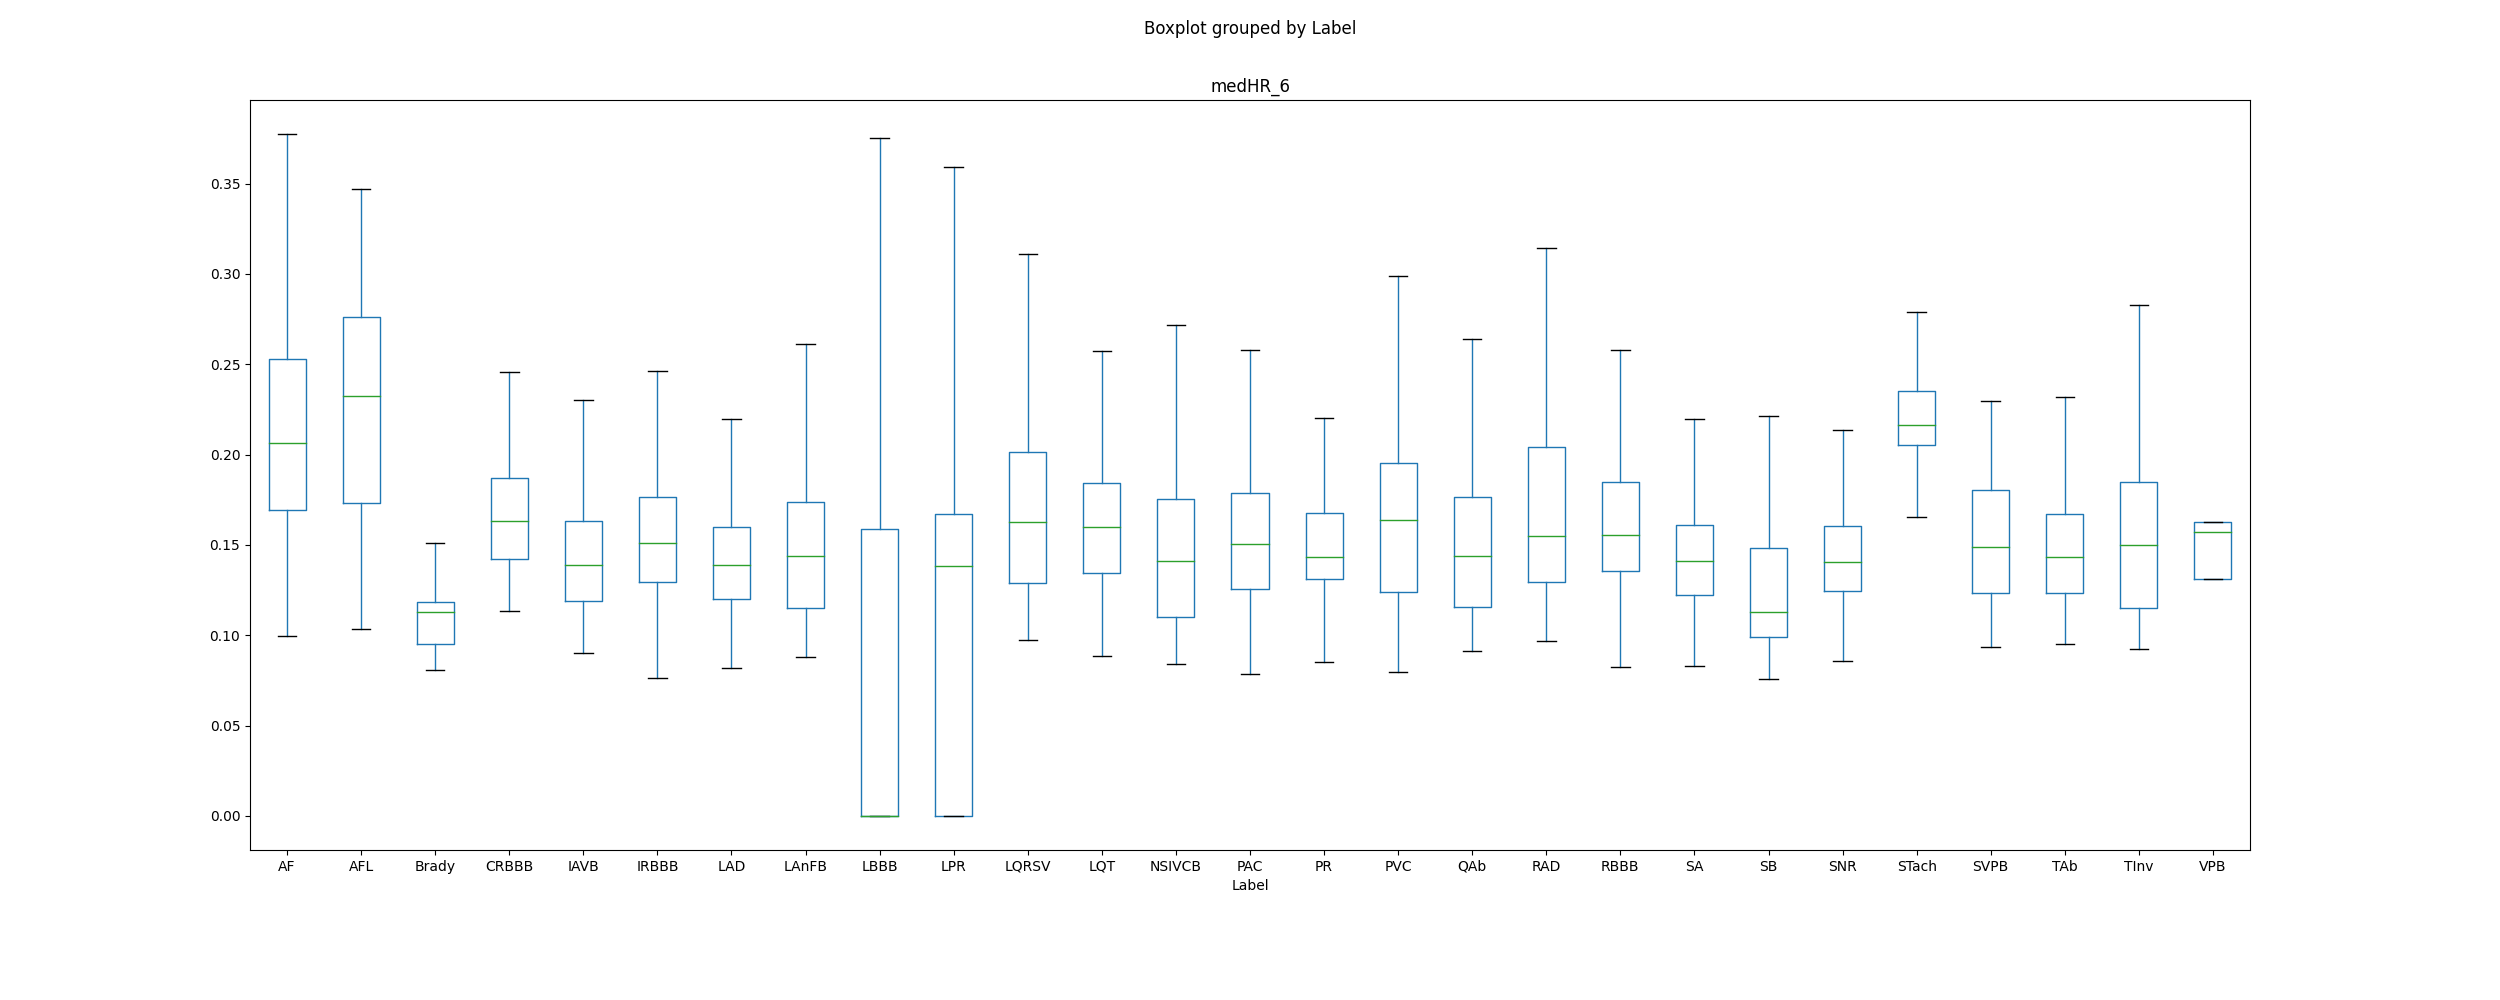 Boxplot grouped by Label
medHR_6
0.35
0.30
0.25
0.20
0.15
0.10
0.05
0.00
AF AFL Brady CRBBB IAVB IRBBB LAD LAnFB LBBB LPR LQRSV LQT NSIVCB PAC PR PVC QAb RAD RBBB SA SB SNR STach SVPB TAb TInv VPB
Label